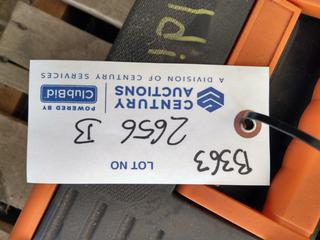 B363
LOT NO
2656 B
CENTURY
AUCTIONS
A DIVISION OF CENTURY SERVICES
POWERED BY
ClubBid